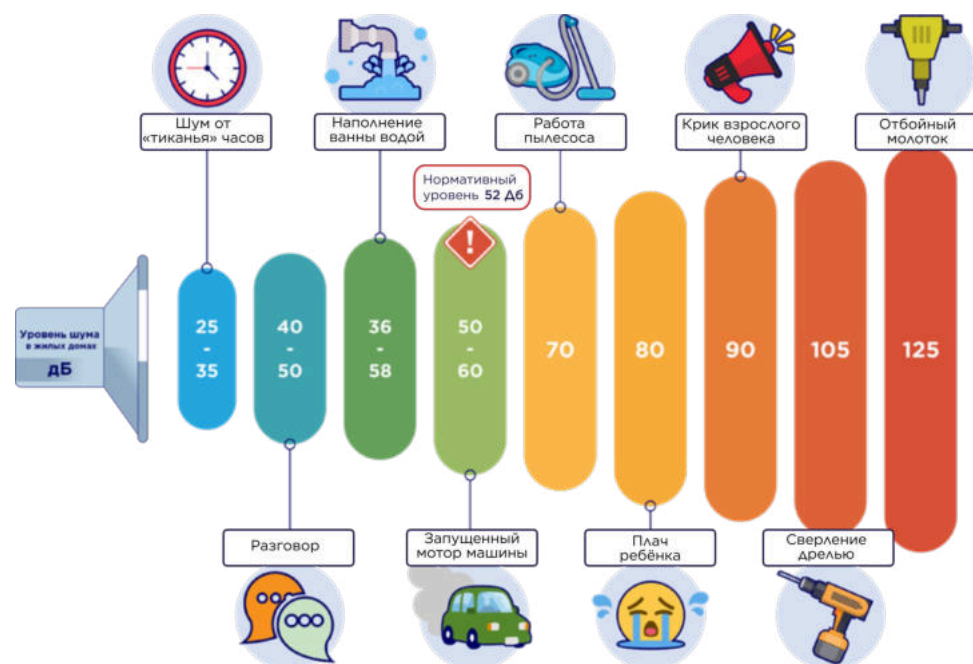 Шум от
«тиканья» часов
Наполнение
ванны водой
Работа
пылесоса
Крик взрослого
человека
Отбойный
молоток
Нормативный
уровень 52 Дб
!
Уровень шума
в жилых домах
дБ
25
-
35
40
-
50
36
-
58
50
-
60
70
80
90
105
125
Разговор
Запущенный
мотор машины
Плач
ребёнка
Сверление
дрелью